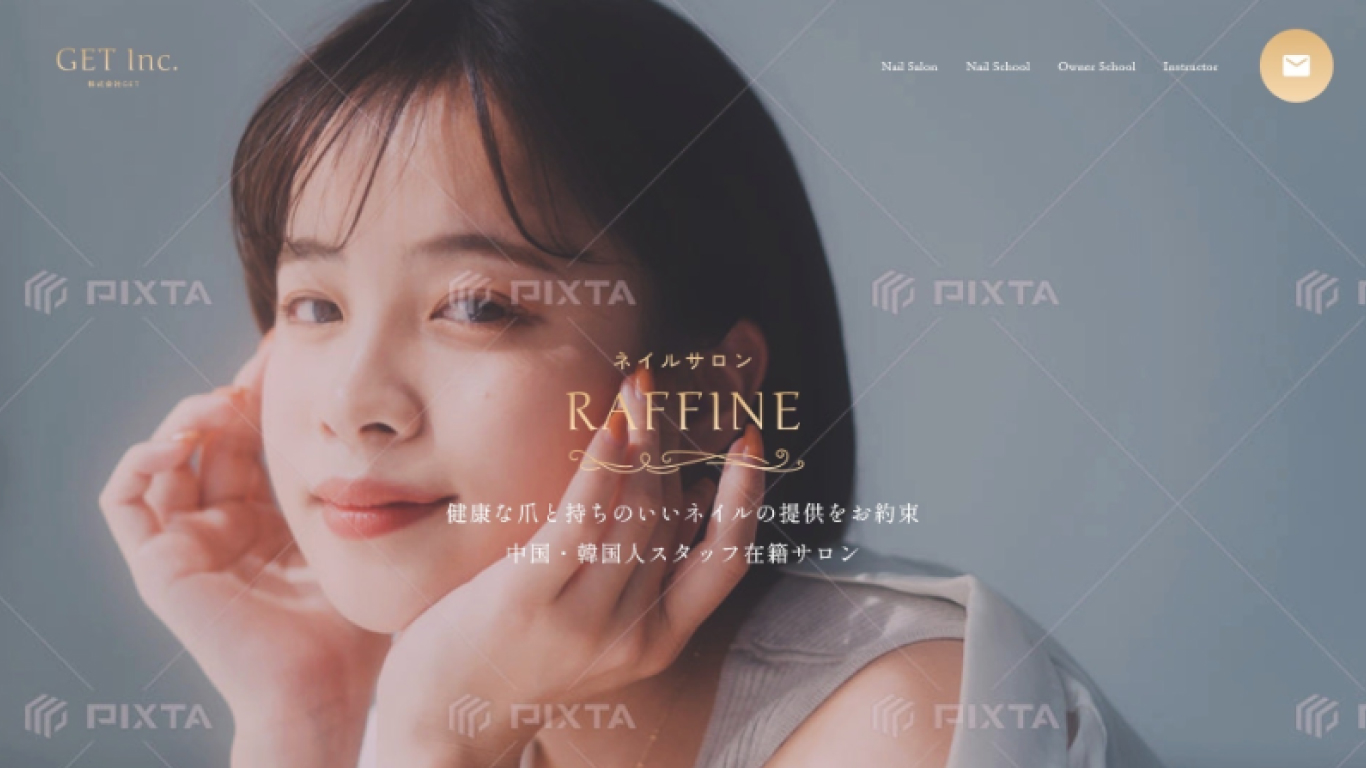 GET Inc.
株式会社GET
Nail Salon
Nail School
Owner School
Instructor
PIXTA
PIXTA
PIXTA
ネイルサロン
RAFFINE
健康な爪と持ちのいいネイルの提供をお約束
中国・韓国人スタッフ在籍サロン
PIXTA
PIXTA
PIXTA